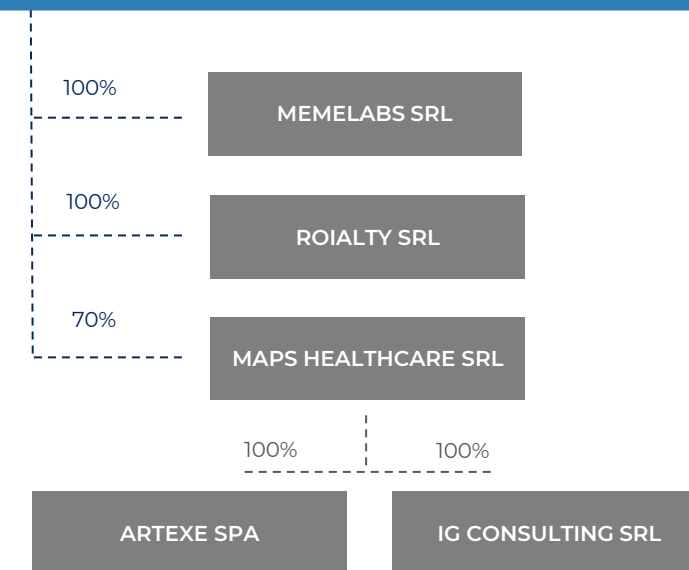 100%
MEMELABS SRL
100%
ROIALTY SRL
70%
MAPS HEALTHCARE SRL
100%
100%
ARTEXE SPA
IG CONSULTING SRL